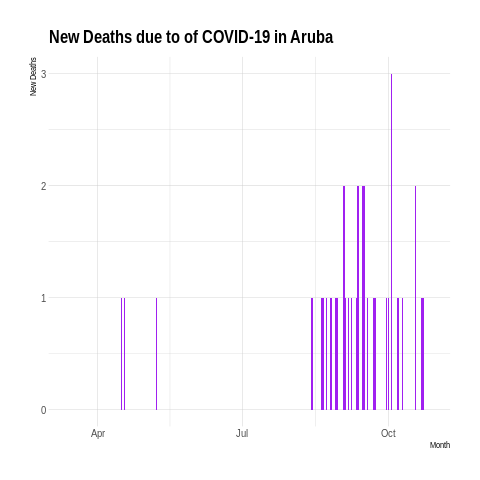 New Deaths due to of COVID-19 in Aruba
New Deaths
3
2
1
0
Apr
Jul
Oct
Month